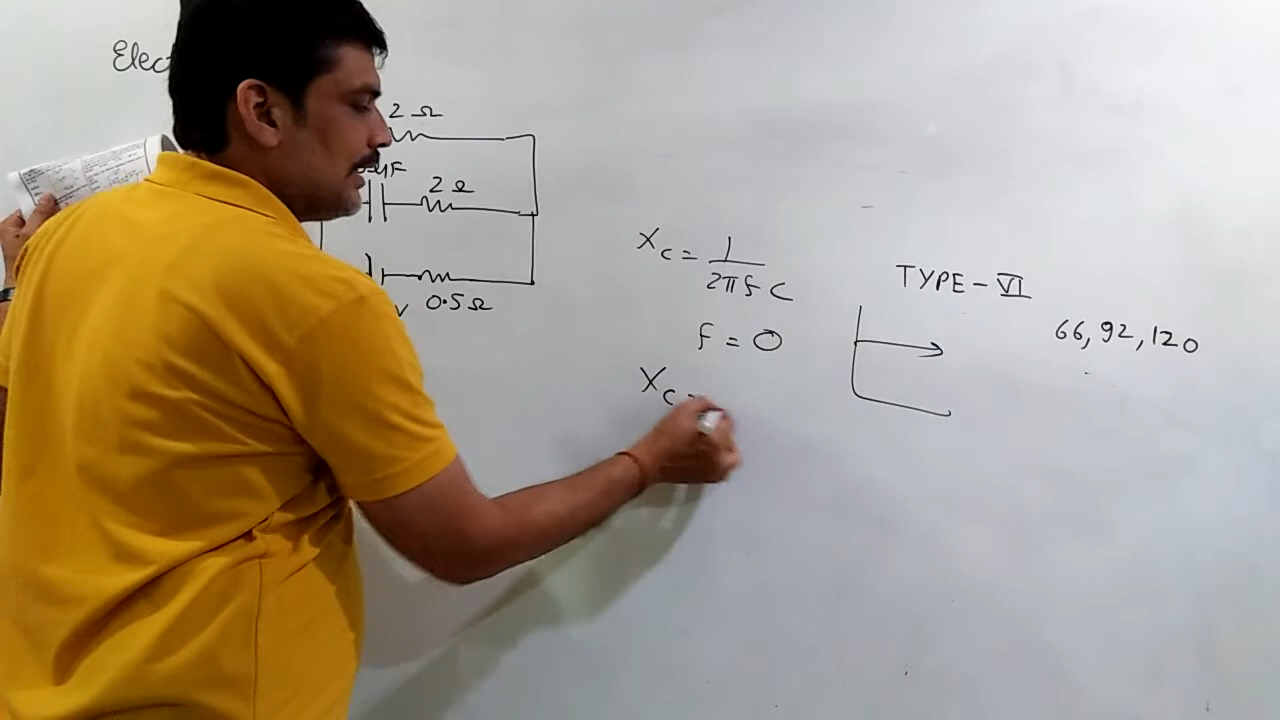 Elec
2 Ω
μF
2 Ω
V 0.5 Ω
Xc = 1 / 2πfC
f = 0
Xc =
TYPE - VI
66, 92, 120